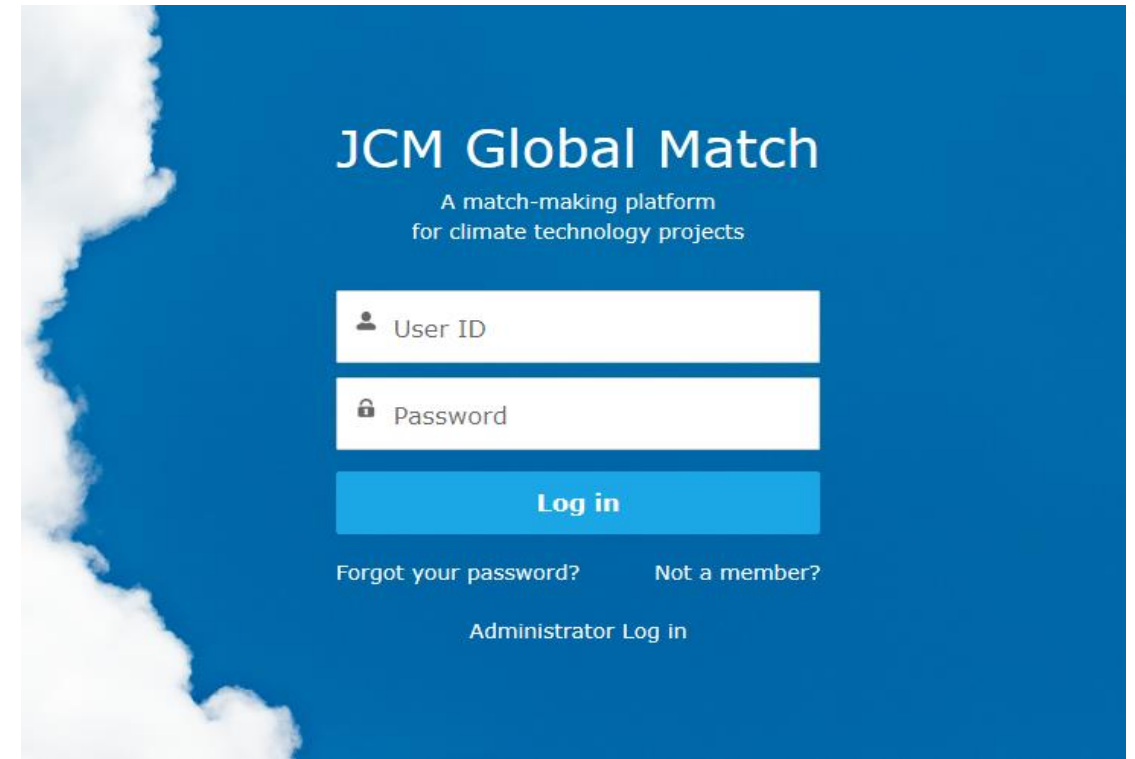 JCM Global Match
A match-making platform
for climate technology projects
User ID
Password
Log in
Forgot your password? Not a member?
Administrator Log in